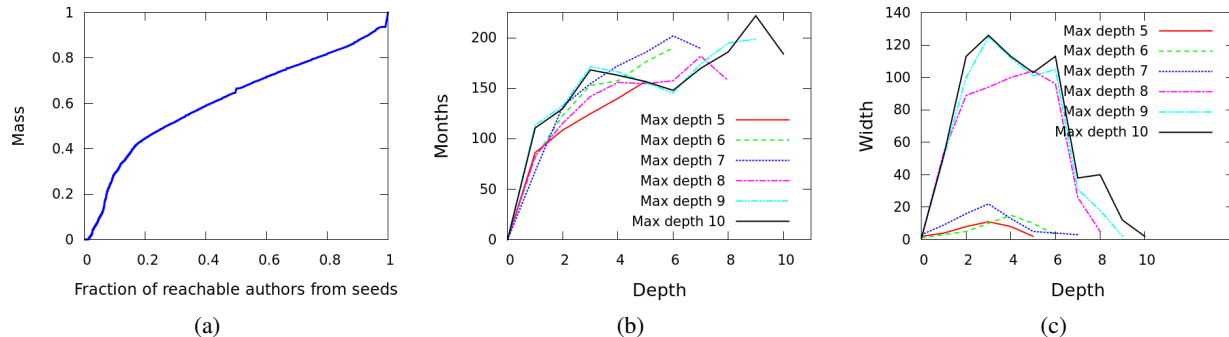 1
0.8
0.6
0.4
0.2
0
Mass
0 0.2 0.4 0.6 0.8 1
Fraction of reachable authors from seeds
(a)
200
150
100
50
0
Months
Max depth 5
Max depth 6
Max depth 7
Max depth 8
Max depth 9
Max depth 10
0 2 4 6 8 10
Depth
(b)
140
120
100
80
60
40
20
0
Width
Max depth 5
Max depth 6
Max depth 7
Max depth 8
Max depth 9
Max depth 10
0 2 4 6 8 10
Depth
(c)